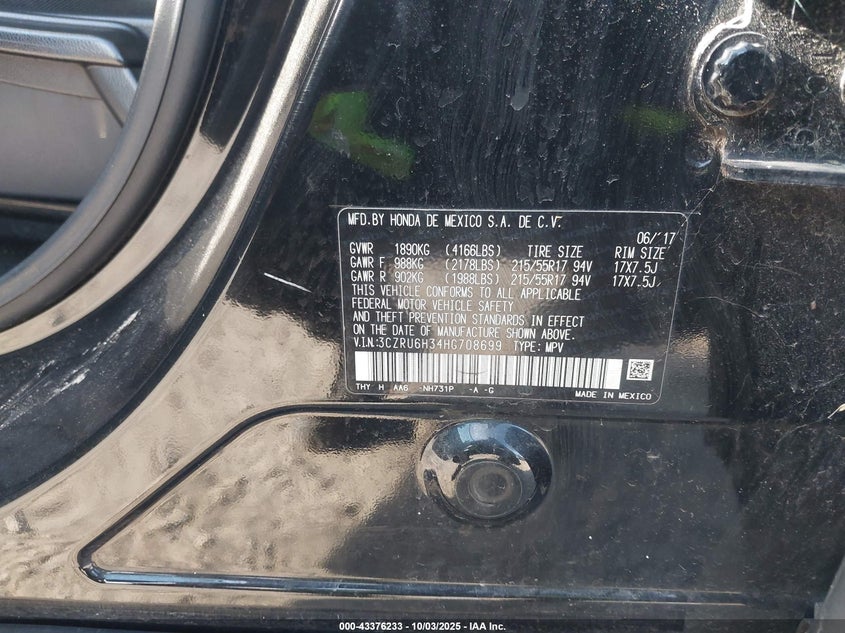 MFD.BY HONDA DE MEXICO S.A. DE C.V.
06/'17
GVWR 1890KG (4166LBS) TIRE SIZE RIM SIZE
GAWR F 988KG (2178LBS) 215/55R17 94V 17X7.5J
GAWR R 902KG (1988LBS) 215/55R17 94V 17X7.5J
THIS VEHICLE CONFORMS TO ALL APPLICABLE
FEDERAL MOTOR VEHICLE SAFETY
AND THEFT PREVENTION STANDARDS IN EFFECT
ON THE DATE OF MANUFACTURE SHOWN ABOVE.
V.I.N:3CZRU6H34HG708699 TYPE: MPV
THY H AA6 -NH731P -A -G
MADE IN MEXICO
000-43376233 - 10/03/2025 - IAA Inc.